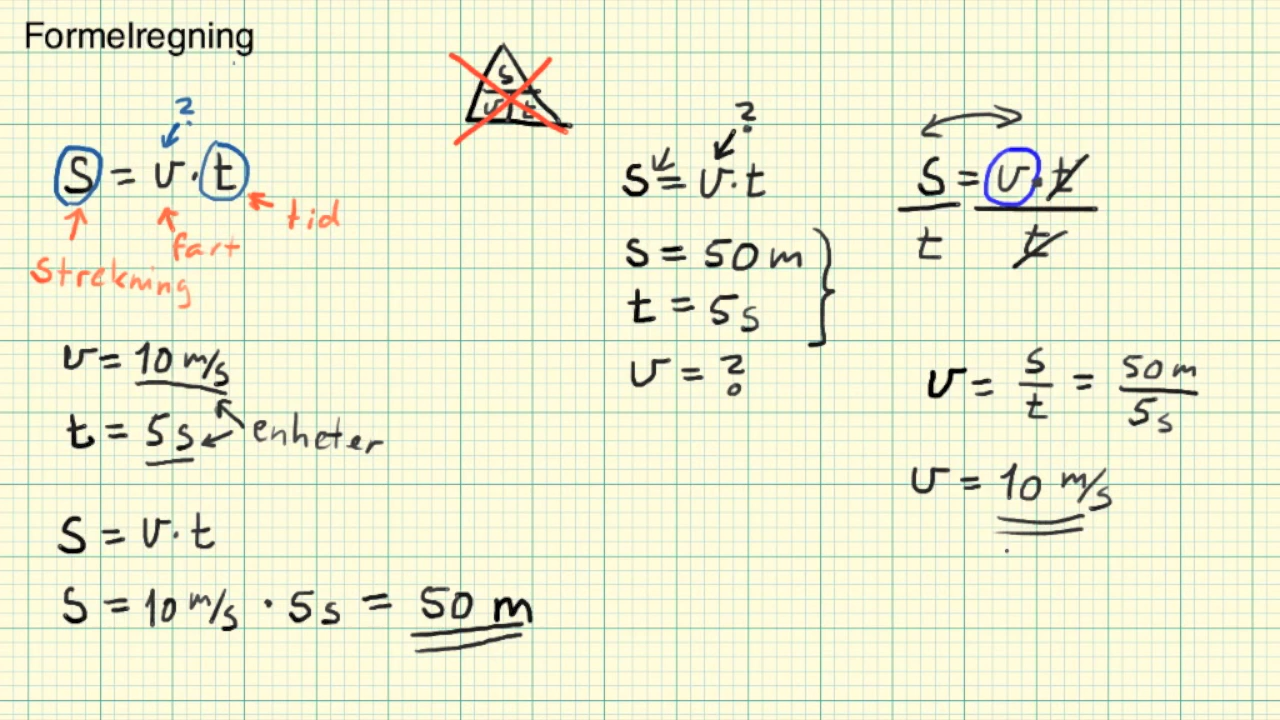 Formelregning
S
v t
?
S = v · t
strekning
fart
tid
v = 10 m/s
t = 5 s
enheter
S = v · t
S = 10 m/s · 5 s = 50 m
?
S = v · t
S = 50 m
t = 5 s
v = ?
S = v · t
t t
v = S/t = 50 m/5 s
v = 10 m/s